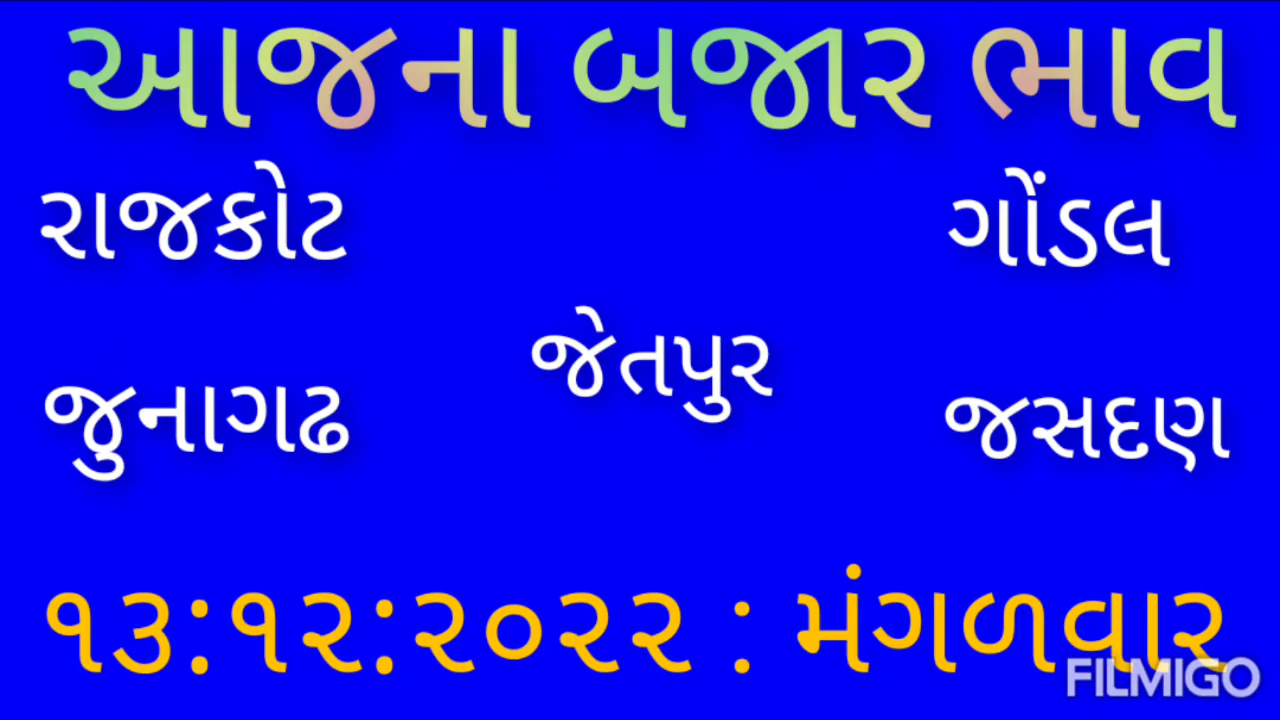 આજના બજાર ભાવ
રાજકોટ
ગોંડલ
જેતપુર
જુનાગઢ
જસદણ
૧૩:૧૨:૨૦૨૨ : મંગળવાર
FILMIGO